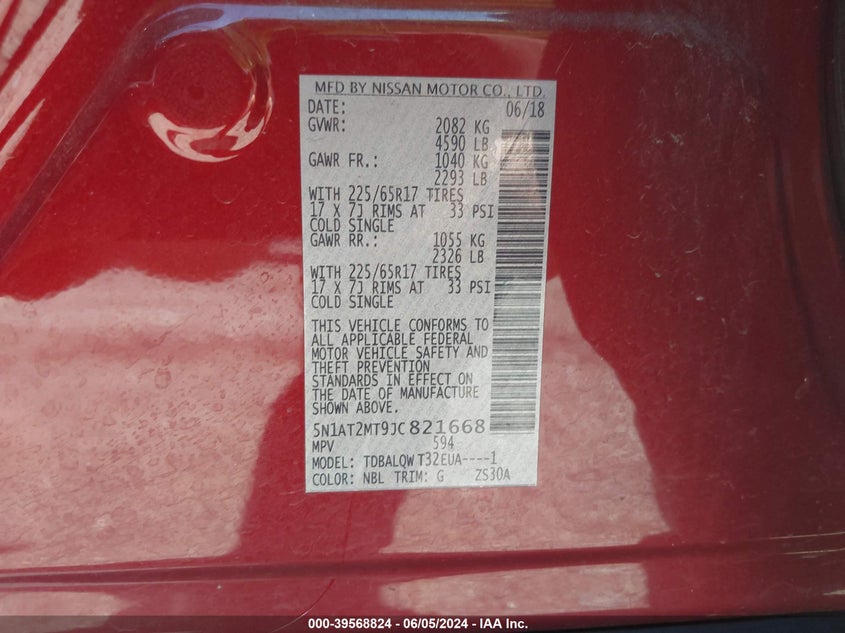 MFD BY NISSAN MOTOR CO., LTD.
DATE: 06/18
GVWR: 2082 KG
4590 LB
GAWR FR.: 1040 KG
2293 LB
WITH 225/65R17 TIRES
17 X 7J RIMS AT 33 PSI
COLD SINGLE
GAWR RR.: 1055 KG
2326 LB
WITH 225/65R17 TIRES
17 X 7J RIMS AT 33 PSI
COLD SINGLE
THIS VEHICLE CONFORMS TO
ALL APPLICABLE FEDERAL
MOTOR VEHICLE SAFETY AND
THEFT PREVENTION
STANDARDS IN EFFECT ON
THE DATE OF MANUFACTURE
SHOWN ABOVE.
5N1AT2MT9JC821668
MPV 594
MODEL: TDBALQW T32EUA----1
COLOR: NBL TRIM: G ZS30A
000-39568824 - 06/05/2024 - IAA Inc.